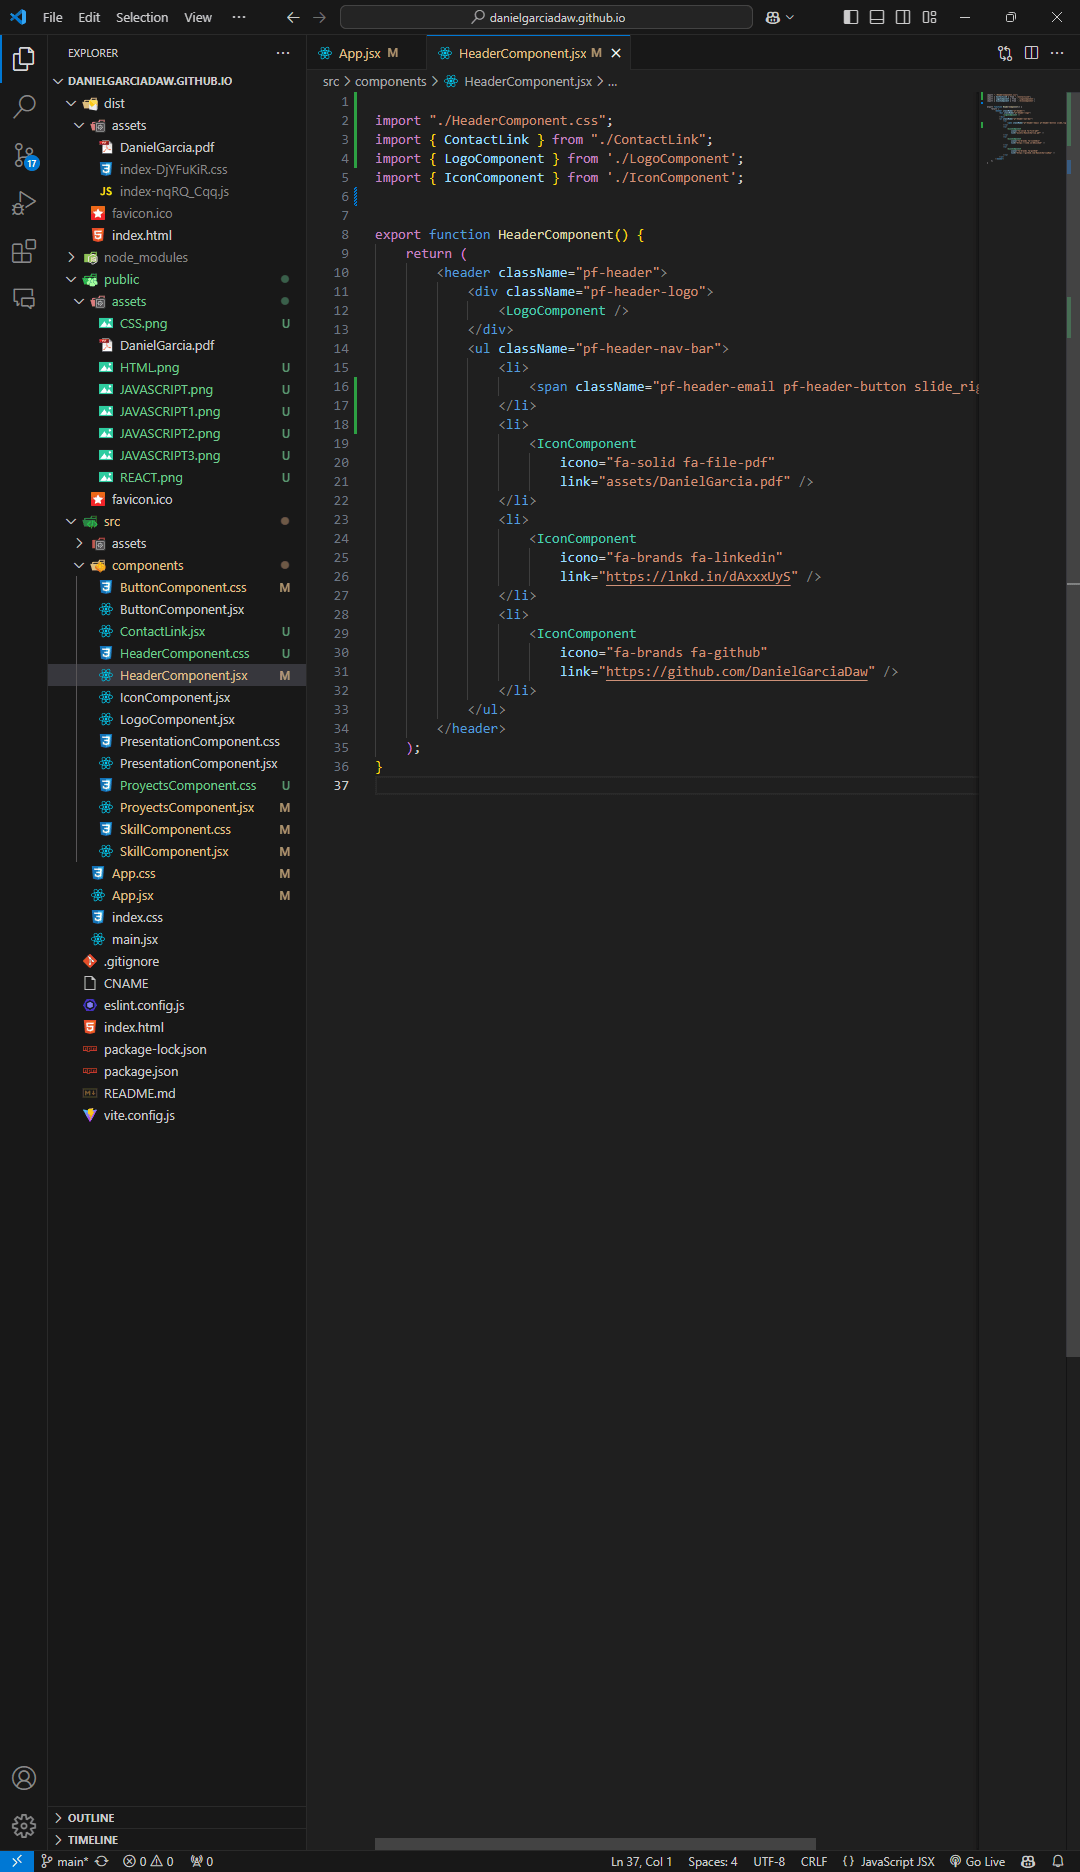 File Edit Selection View ··· danielgarciadaw.github.io
EXPLORER
DANIELGARCIADAW.GITHUB.IO
dist
assets
DanielGarcia.pdf
index-DjYFuKiR.css
JS index-nqRQ_Cqq.js
favicon.ico
index.html
node_modules
public
assets
CSS.png U
DanielGarcia.pdf
HTML.png U
JAVASCRIPT.png U
JAVASCRIPT1.png U
JAVASCRIPT2.png U
JAVASCRIPT3.png U
REACT.png U
favicon.ico
src
assets
components
ButtonComponent.css M
ButtonComponent.jsx
ContactLink.jsx U
HeaderComponent.css U
HeaderComponent.jsx M
IconComponent.jsx
LogoComponent.jsx
PresentationComponent.css
PresentationComponent.jsx
ProyectsComponent.css U
ProyectsComponent.jsx M
SkillComponent.css M
SkillComponent.jsx M
App.css M
App.jsx M
index.css
main.jsx
.gitignore
CNAME
eslint.config.js
index.html
package-lock.json
package.json
README.md
vite.config.js
OUTLINE
TIMELINE
17
App.jsx M HeaderComponent.jsx M
src > components > HeaderComponent.jsx > ...
1
2 import "./HeaderComponent.css";
3 import { ContactLink } from "./ContactLink";
4 import { LogoComponent } from './LogoComponent';
5 import { IconComponent } from './IconComponent';
6
7
8 export function HeaderComponent() {
9 return (
10 <header className="pf-header">
11 <div className="pf-header-logo">
12 <LogoComponent />
13 </div>
14 <ul className="pf-header-nav-bar">
15 <li>
16 <span className="pf-header-email pf-header-button slide_rig
17 </li>
18 <li>
19 <IconComponent
20 icono="fa-solid fa-file-pdf"
21 link="assets/DanielGarcia.pdf" />
22 </li>
23 <li>
24 <IconComponent
25 icono="fa-brands fa-linkedin"
26 link="https://lnkd.in/dAxxxUyS" />
27 </li>
28 <li>
29 <IconComponent
30 icono="fa-brands fa-github"
31 link="https://github.com/DanielGarciaDaw" />
32 </li>
33 </ul>
34 </header>
35 );
36 }
37
main* 0 0 0 Ln 37, Col 1 Spaces: 4 UTF-8 CRLF {} JavaScript JSX Go Live